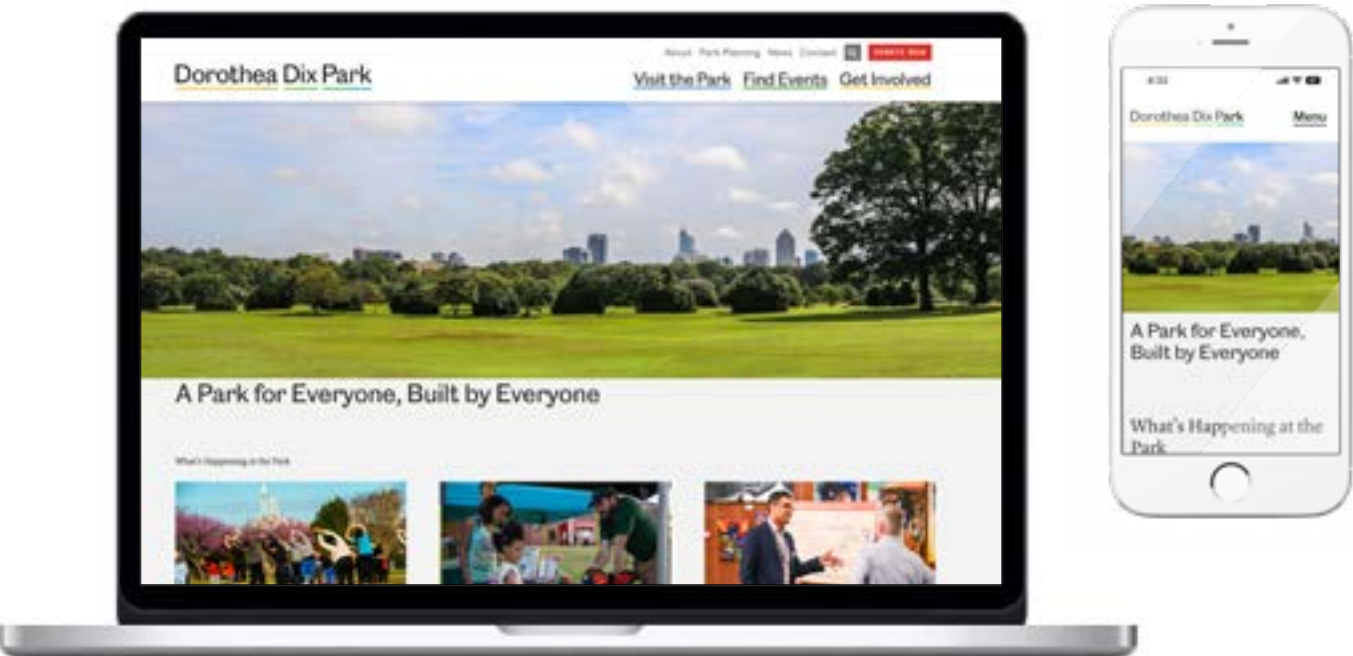 About Park Planning News Contact DONATE NOW
Dorothea Dix Park
Visit the Park Find Events Get Involved
A Park for Everyone, Built by Everyone
What's Happening at the Park
Dorothea Dix Park Menu
A Park for Everyone,
Built by Everyone
What's Happening at the
Park